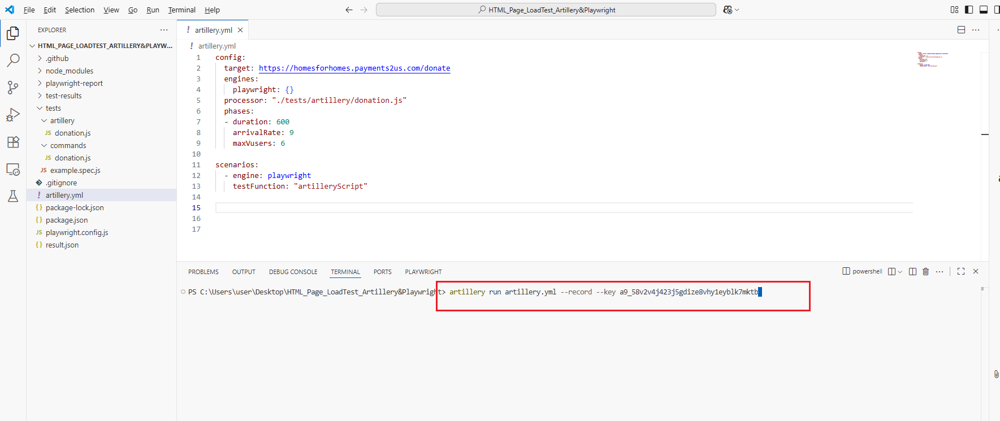 File Edit Selection View Go Run Terminal Help
HTML_Page_LoadTest_Artillery&Playwright
EXPLORER
HTML_PAGE_LOADTEST_ARTILLERY&PLAYW...
.github
node_modules
playwright-report
test-results
tests
artillery
JS donation.js
commands
JS donation.js
JS example.spec.js
.gitignore
! artillery.yml
{} package-lock.json
{} package.json
JS playwright.config.js
{} result.json
! artillery.yml
! artillery.yml
1 config:
2 target: https://homesforhomes.payments2us.com/donate
3 engines:
4 playwright: {}
5 processor: "./tests/artillery/donation.js"
6 phases:
7 - duration: 600
8 arrivalRate: 9
9 maxVusers: 6
10
11 scenarios:
12 - engine: playwright
13 testFunction: "artilleryScript"
14
15
16
17
PROBLEMS OUTPUT DEBUG CONSOLE TERMINAL PORTS PLAYWRIGHT
powershell
PS C:\Users\user\Desktop\HTML_Page_LoadTest_Artillery&Playwright> artillery run artillery.yml --record --key a9_58v2v4j423j5gdize8vhy1eyblk7mktb